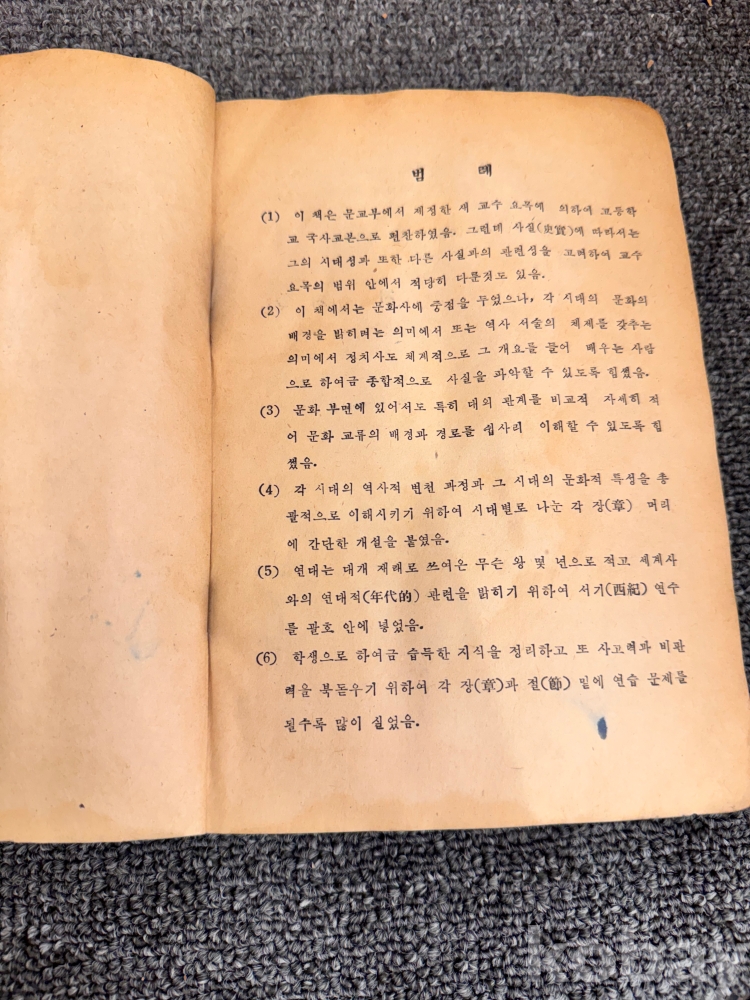 범 례
(1) 이 책은 문교부에서 제정한 새 교수 요목에 의하여 고등학
교 국사교본으로 편찬하였음. 그런데 사실(史實)에 따라서는
그의 시대성과 또한 다른 사실과의 관련성을 고려하여 교수
요목의 범위 안에서 적당히 다룬것도 있음.
(2) 이 책에서는 문화사에 중점을 두었으나, 각 시대의 문화의
배경을 밝히려는 의미에서 또는 역사 서술의 체제를 갖추는
의미에서 정치사도 체계적으로 그 개요를 들어 배우는 사람
으로 하여금 종합적으로 사실을 파악할 수 있도록 힘썼음.
(3) 문화 부면에 있어서도 특히 대외 관계를 비교적 자세히 적
어 문화 교류의 배경과 경로를 쉽사리 이해할 수 있도록 힘
썼음.
(4) 각 시대의 역사적 변천 과정과 그 시대의 문화적 특성을 총
괄적으로 이해시키기 위하여 시대별로 나눈 각 장(章) 머리
에 간단한 개설을 붙였음.
(5) 연대는 대개 재래로 쓰여온 무슨 왕 몇 년으로 적고 세계사
와의 연대적(年代的) 관련을 밝히기 위하여 서기(西紀) 연수
를 괄호 안에 넣었음.
(6) 학생으로 하여금 습득한 지식을 정리하고 또 사고력과 비판
력을 북돋우기 위하여 각 장(章)과 절(節) 밑에 연습 문제를
될수록 많이 실었음.